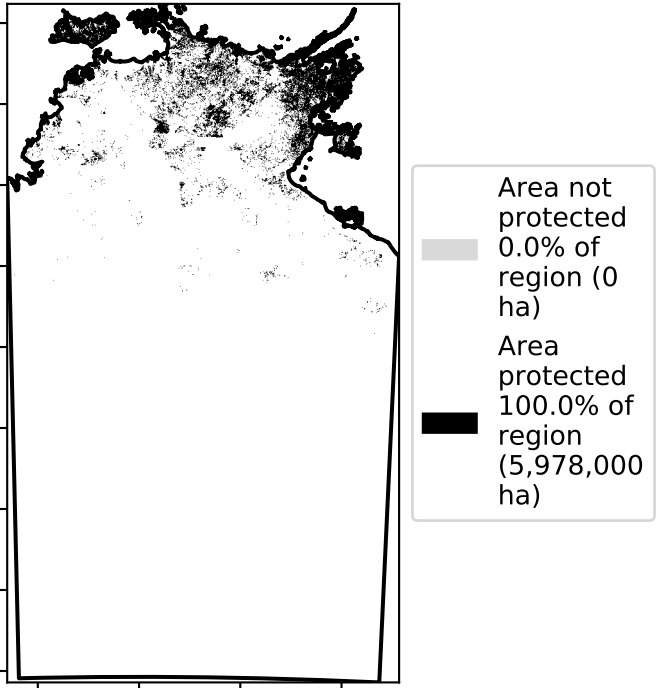 Area not
protected
0.0% of
region (0
ha)
Area
protected
100.0% of
region
(5,978,000
ha)